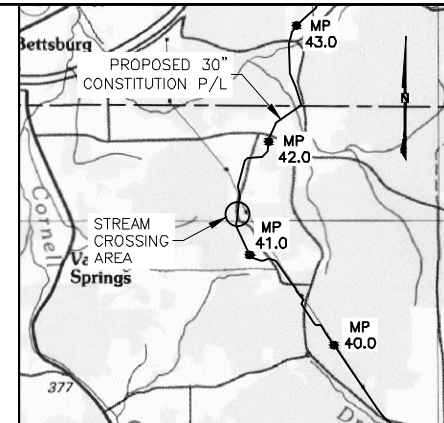 Bettsburg
MP
43.0
PROPOSED 30"
CONSTITUTION P/L
N
MP
42.0
Cornell
STREAM
CROSSING
AREA
MP
41.0
Springs
MP
40.0
377